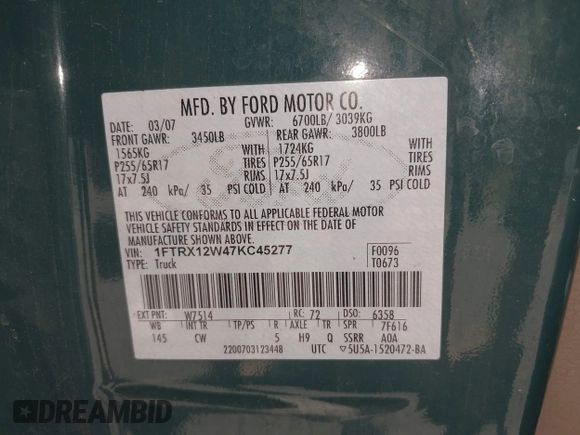 MFD. BY FORD MOTOR CO.
DATE: 03/07 GVWR: 6700LB/ 3039KG
FRONT GAWR: 3450LB REAR GAWR: 3800LB
1565KG WITH 1724KG WITH
P255/65R17 TIRES P255/65R17 TIRES
17x7.5J RIMS 17x7.5J RIMS
AT 240 kPa/ 35 PSI COLD AT 240 kPa/ 35 PSI COLD
THIS VEHICLE CONFORMS TO ALL APPLICABLE FEDERAL MOTOR
VEHICLE SAFETY STANDARDS IN EFFECT ON THE DATE OF
MANUFACTURE SHOWN ABOVE.
VIN: 1FTRX12W47KC45277 F0096
TYPE: Truck T0673
EXT PNT: W7514 RC: 72 DSO: 6358
WB INT TR TP/PS R AXLE TR SPR 7F616
145 CW 5 H9 Q SSRR A0A
2200703123448 UTC ▽5U5A-1520472-BA
DREAMBID